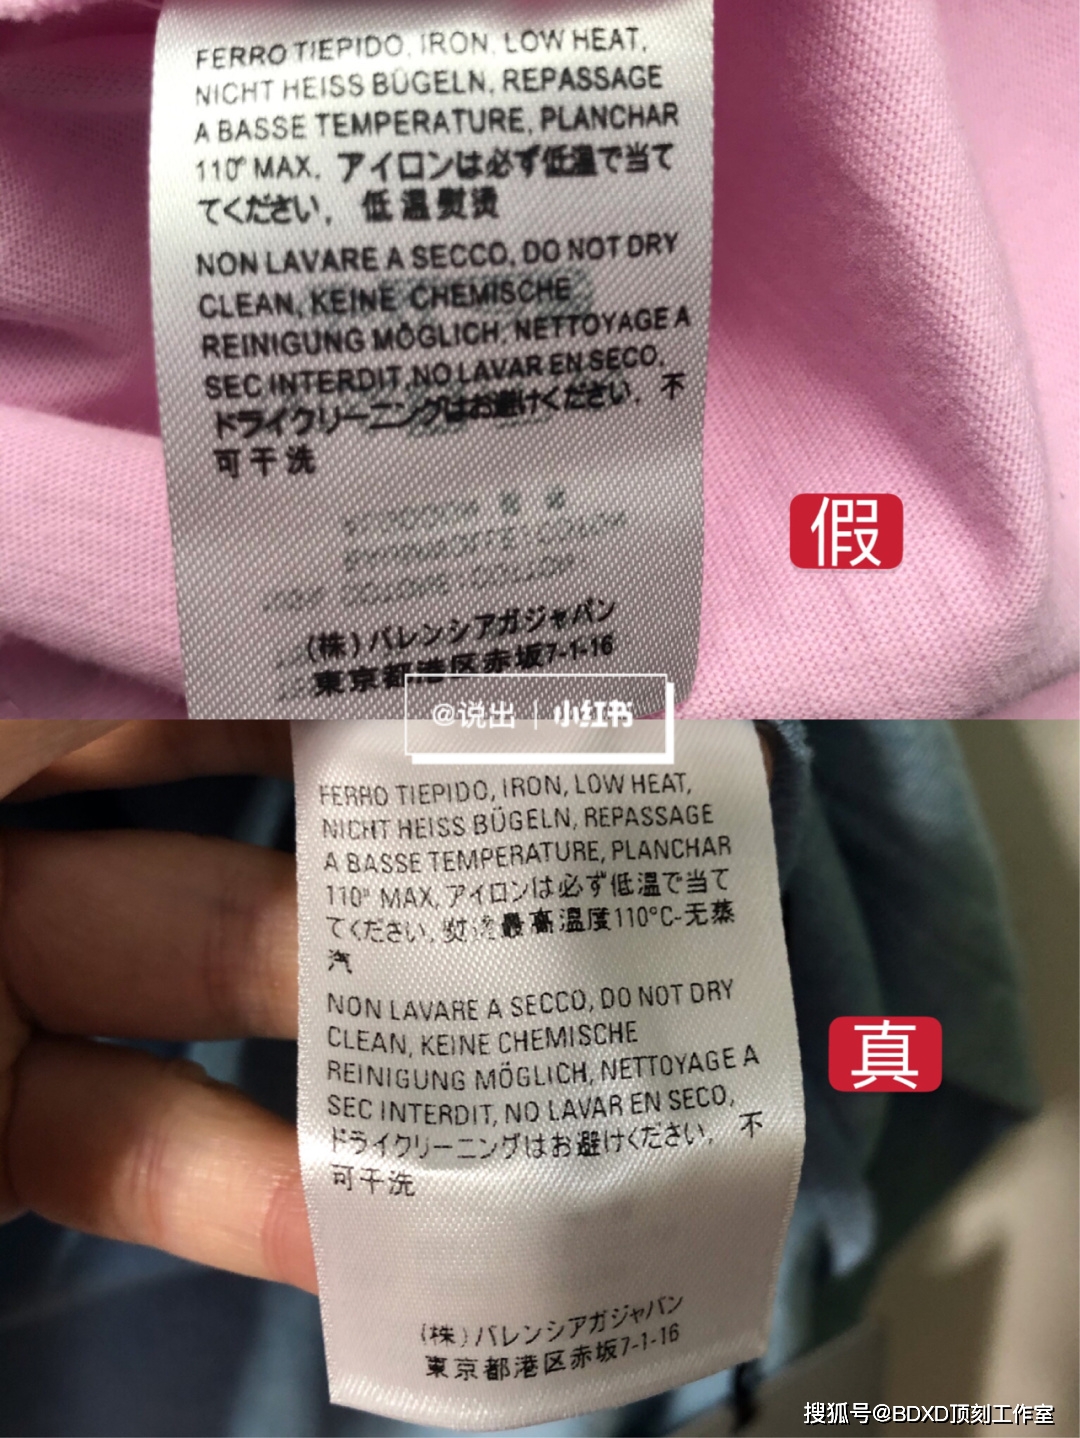 FERRO TIEPIDO, IRON, LOW HEAT,
NICHT HEISS BÜGELN, REPASSAGE
A BASSE TEMPERATURE, PLANCHAR
110° MAX, アイロンは必ず低温で当て
てください, 低温熨烫
NON LAVARE A SECCO, DO NOT DRY
CLEAN, KEINE CHEMISCHE
REINIGUNG MÖGLICH, NETTOYAGE A
SEC INTERDIT, NO LAVAR EN SECO,
ドライクリーニングはお避けください, 不
可干洗
假
(株)バレンシアガジャパン
東京都港区赤坂7-1-16
@说出 | 小红书
FERRO TIEPIDO, IRON, LOW HEAT,
NICHT HEISS BÜGELN, REPASSAGE
A BASSE TEMPERATURE, PLANCHAR
110° MAX, アイロンは必ず低温で当て
てください, 熨烫最高温度110°C-无蒸
汽
NON LAVARE A SECCO, DO NOT DRY
CLEAN, KEINE CHEMISCHE
真
REINIGUNG MÖGLICH, NETTOYAGE A
SEC INTERDIT, NO LAVAR EN SECO,
ドライクリーニングはお避けください, 不
可干洗
(株)バレンシアガジャパン
東京都港区赤坂7-1-16
搜狐号@BDXD顶刻工作室